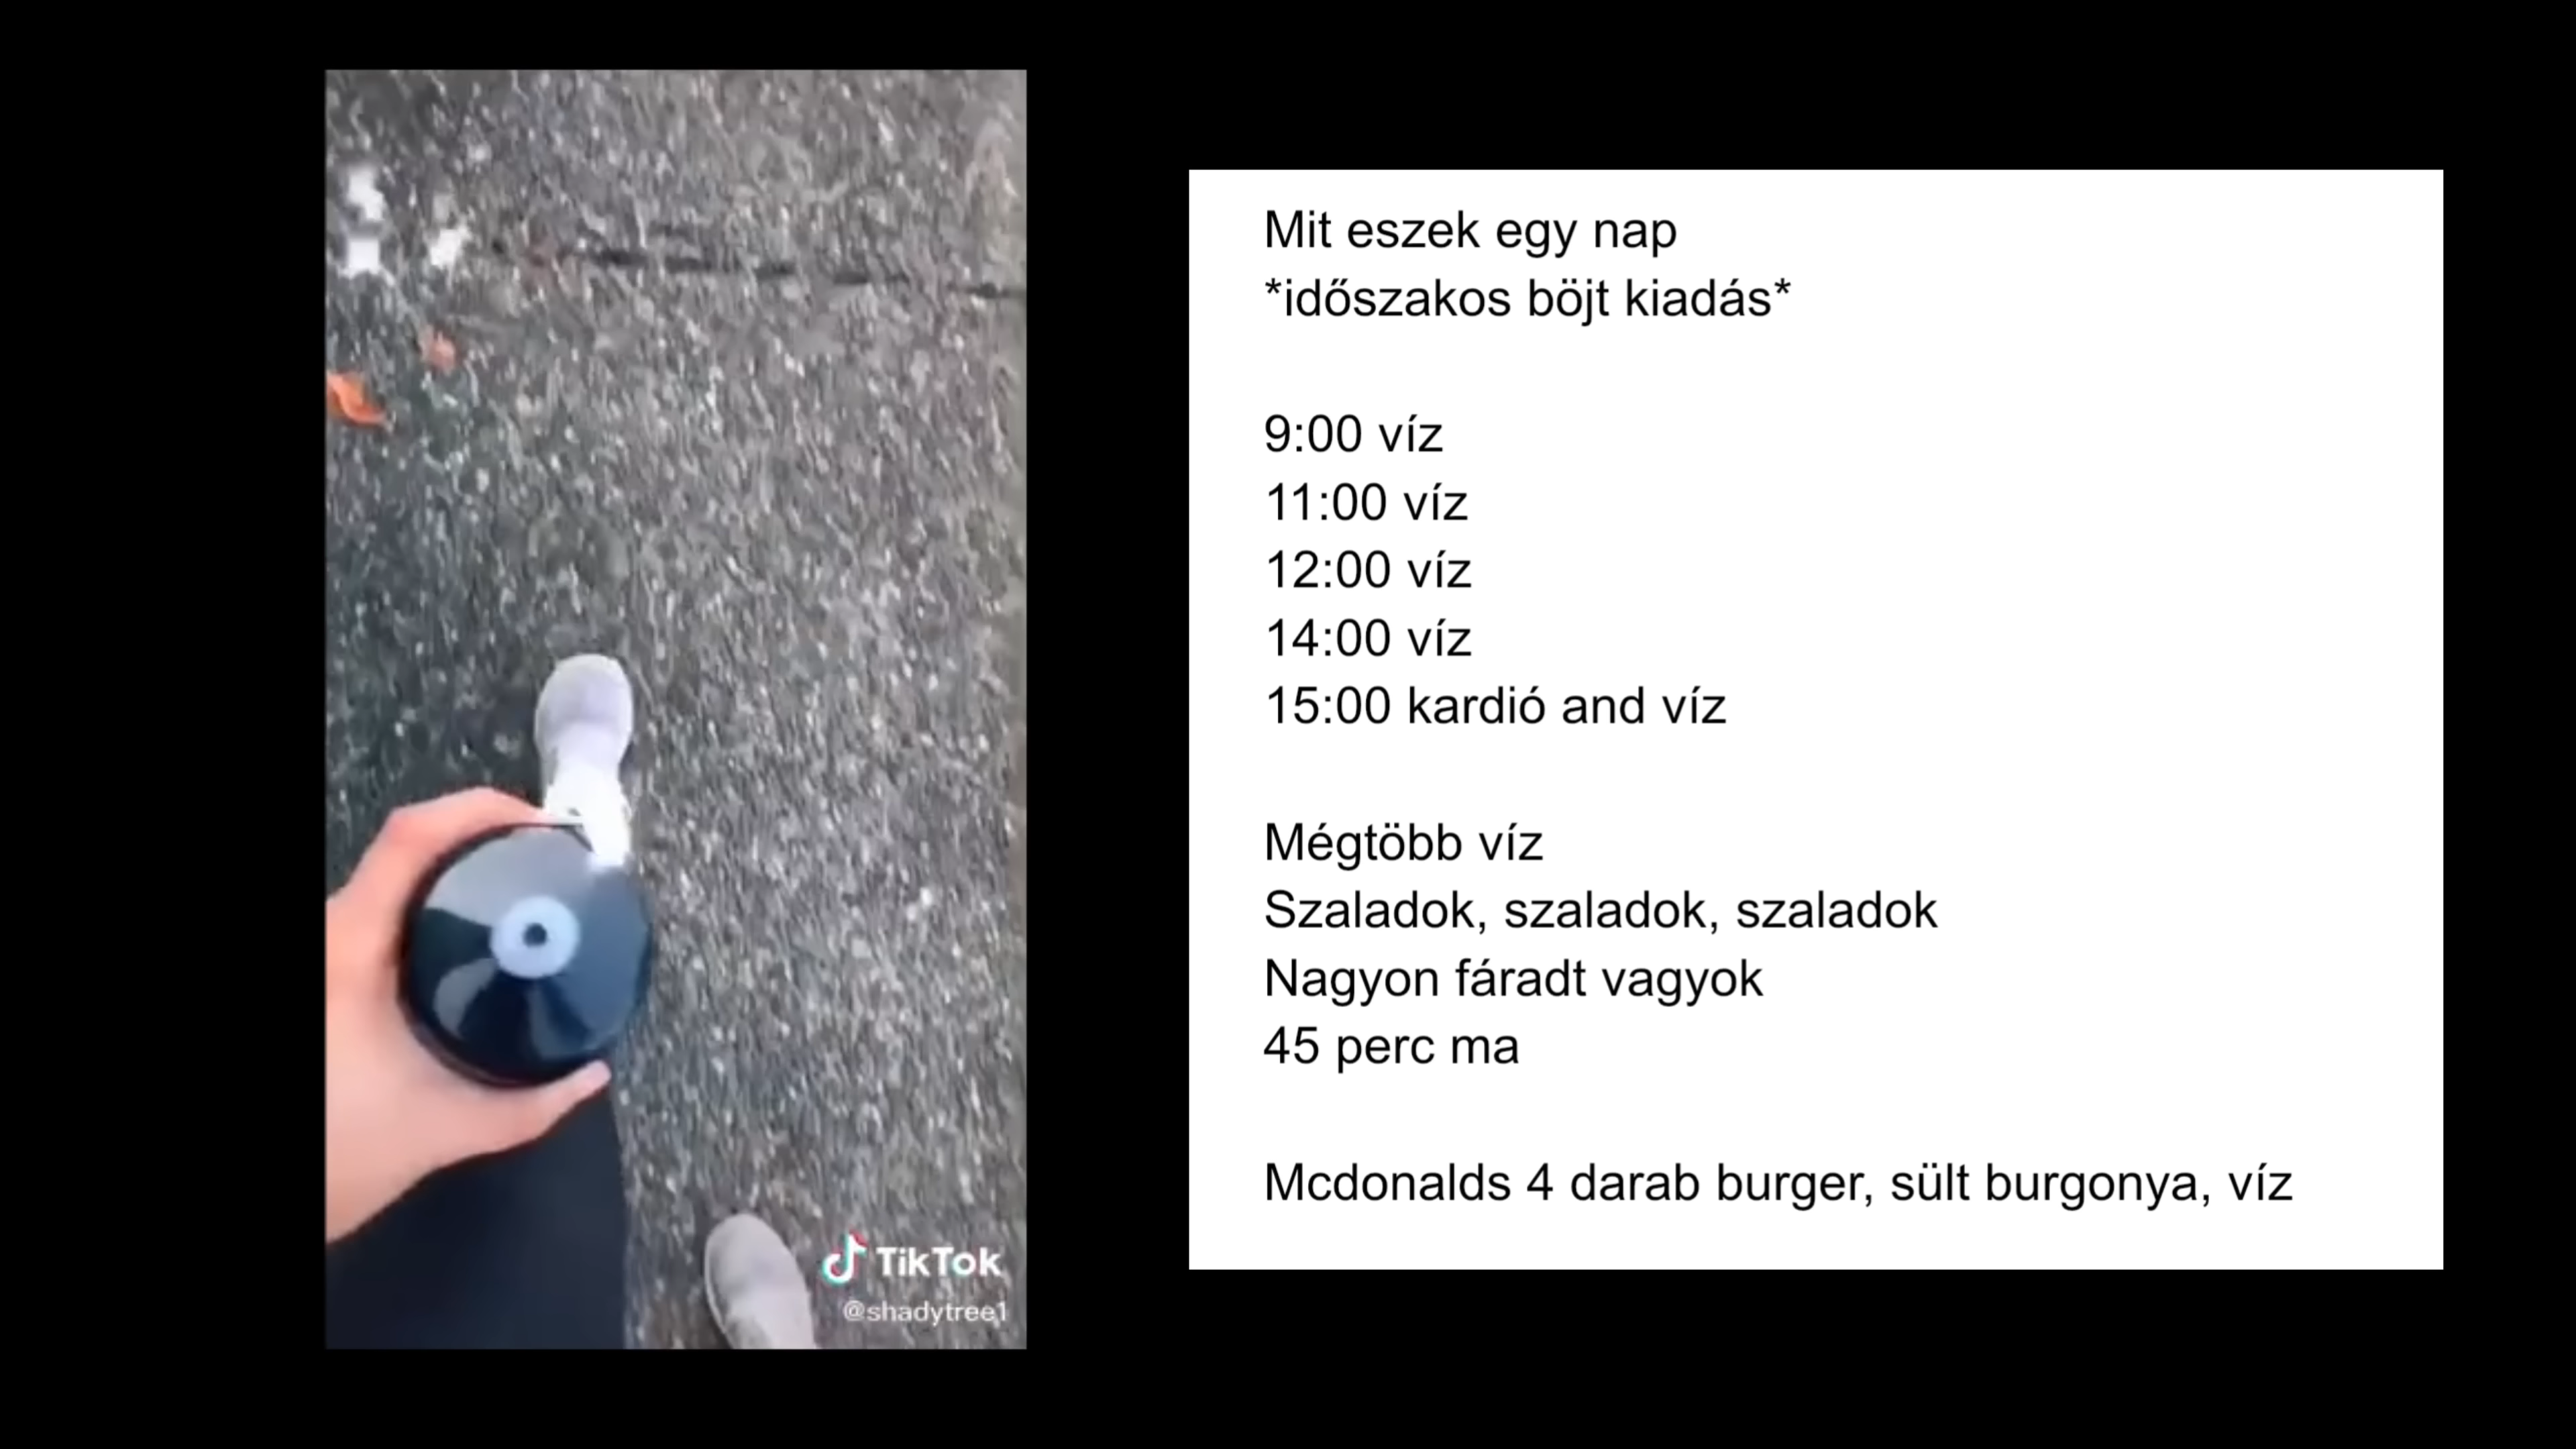 Mit eszek egy nap
*időszakos böjt kiadás*
9:00 víz
11:00 víz
12:00 víz
14:00 víz
15:00 kardió and víz
Mégtöbb víz
Szaladok, szaladok, szaladok
Nagyon fáradt vagyok
45 perc ma
Mcdonalds 4 darab burger, sült burgonya, víz
TikTok
@shadytree1